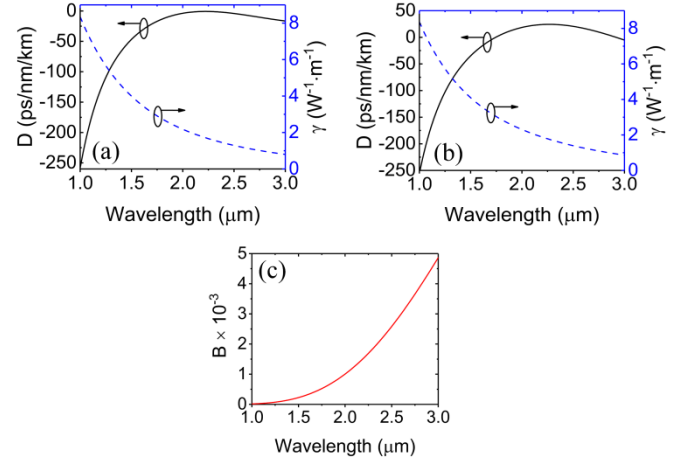 0
-50
-100
-150
-200
-250
D (ps/nm/km)
(a)
8
6
4
2
0
γ (W⁻¹·m⁻¹)
1.0 1.5 2.0 2.5 3.0
Wavelength (μm)
50
0
-50
-100
-150
-200
-250
D (ps/nm/km)
(b)
8
6
4
2
0
γ (W⁻¹·m⁻¹)
1.0 1.5 2.0 2.5 3.0
Wavelength (μm)
(c)
5
4
3
2
1
0
B × 10⁻³
1.0 1.5 2.0 2.5 3.0
Wavelength (μm)